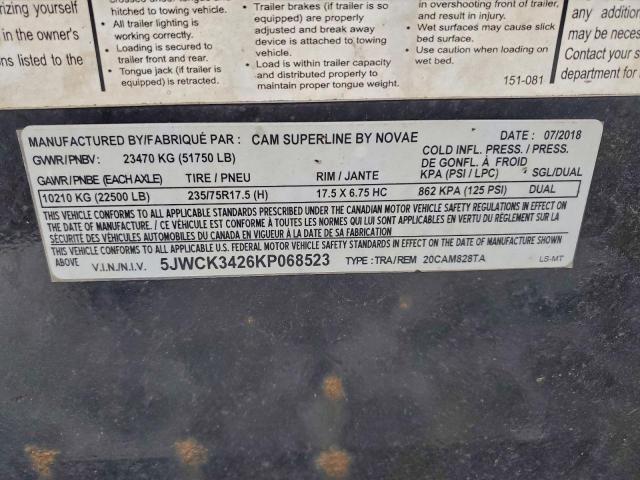 rizing yourself
in the owner's
ns listed to the
hitched to towing vehicle.
• All trailer lighting is
working correctly.
• Loading is secured to
trailer front and rear.
• Tongue jack (if trailer is
equipped) is retracted.
• Trailer brakes (if trailer is so
equipped) are properly
adjusted and break away
device is attached to towing
vehicle.
• Load is within trailer capacity
and distributed properly to
maintain proper tongue weight.
in overshooting front of trailer,
and result in injury.
• Wet surfaces may cause slick
bed surface.
• Use caution when loading on
wet bed.
151-081
any addition
may be neces
Contact your s
department for
MANUFACTURED BY/FABRIQUÉ PAR : CAM SUPERLINE BY NOVAE DATE : 07/2018
GVWR/PNBV: 23470 KG (51750 LB) COLD INFL. PRESS./PRESS.
DE GONFL. À FROID
GAWR/PNBE (EACH AXLE) TIRE / PNEU RIM / JANTE KPA (PSI / LPC) SGL/DUAL
10210 KG (22500 LB) 235/75R17.5 (H) 17.5 X 6.75 HC 862 KPA (125 PSI) DUAL
THIS VEHICLE CONFORMS TO ALL APPLICABLE STANDARDS PRESCRIBED UNDER THE CANADIAN MOTOR VEHICLE SAFETY REGULATIONS IN EFFECT ON THE
DATE OF MANUFACTURE. / CE VÉHICULE EST CONFORME À TOUTES LES NORMES QUI LUI SONT APPLICABLES EN VERTU DU RÈGLEMENT SUR LA
SÉCURITÉ DES VÉHICULES AUTOMOBILES DU CANADA EN VIGUEUR À LA DATE DE SA FABRICATION.
THIS VEHICLE CONFORMS TO ALL APPLICABLE U.S. FEDERAL MOTOR VEHICLE SAFETY STANDARDS IN EFFECT ON THE DATE OF MANUFACTURE SHOWN
ABOVE V.I.N./N.I.V. 5JWCK3426KP068523 TYPE : TRA/REM 20CAM828TA LS-MT